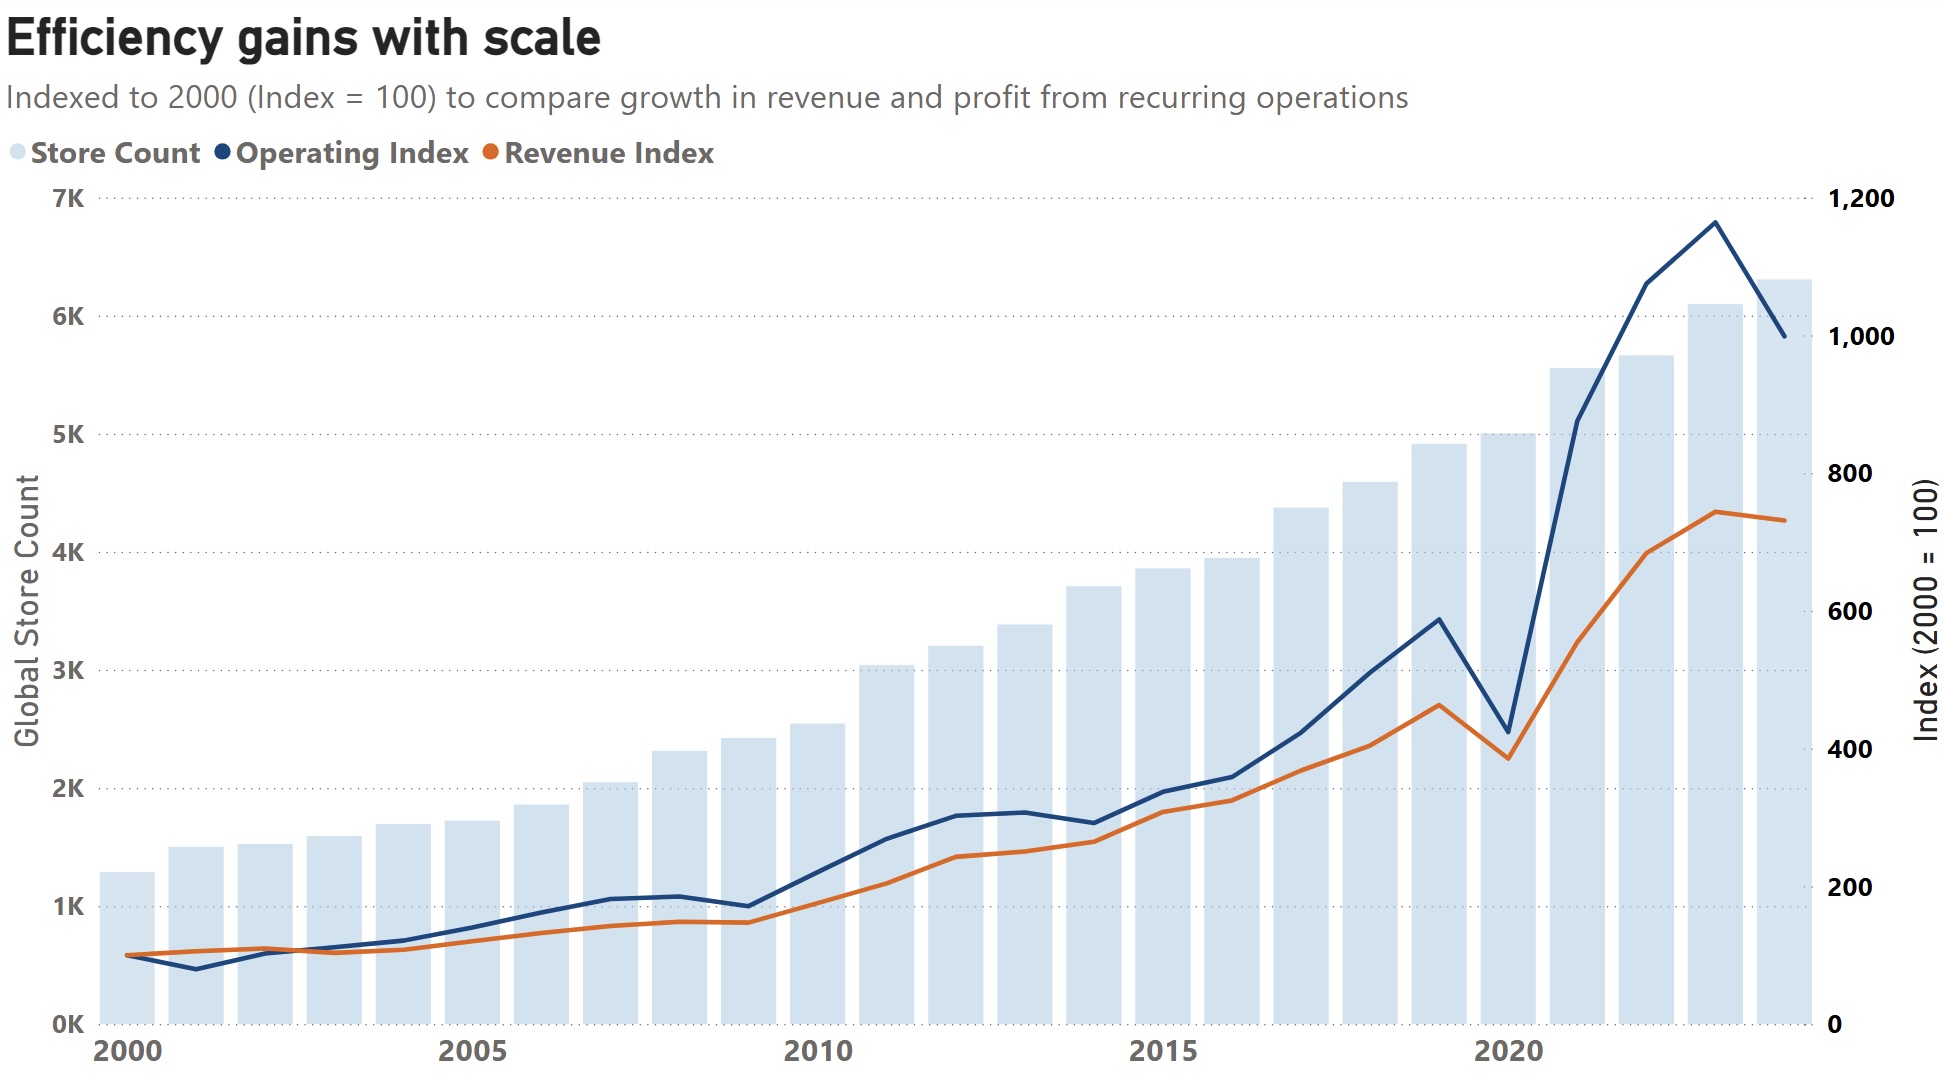 Efficiency gains with scale
Indexed to 2000 (Index = 100) to compare growth in revenue and profit from recurring operations
Store Count Operating Index Revenue Index
7K
6K
5K
4K
3K
2K
1K
0K
Global Store Count
1,200
1,000
800
600
400
200
0
Index (2000 = 100)
2000 2005 2010 2015 2020